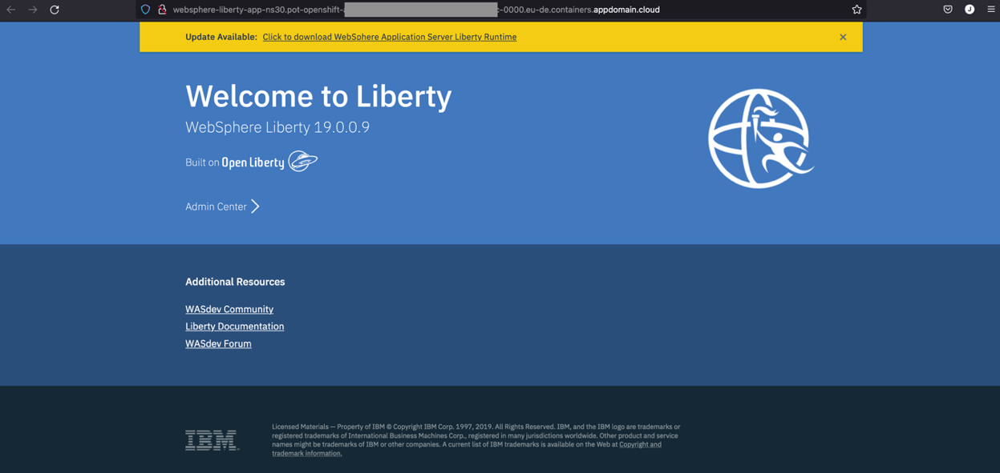 websphere-liberty-app-ns30.pot-openshift- -0000.eu-de.containers.appdomain.cloud
J
Update Available: Click to download WebSphere Application Server Liberty Runtime
Welcome to Liberty
WebSphere Liberty 19.0.0.9
Built on Open Liberty
Admin Center
Additional Resources
WASdev Community
Liberty Documentation
WASdev Forum
IBM
Licensed Materials — Property of IBM © Copyright IBM Corp. 1997, 2019. All Rights Reserved. IBM, and the IBM logo are trademarks or
registered trademarks of International Business Machines Corp., registered in many jurisdictions worldwide. Other product and service
names might be trademarks of IBM or other companies. A current list of IBM trademarks is available on the Web at Copyright and
trademark information.